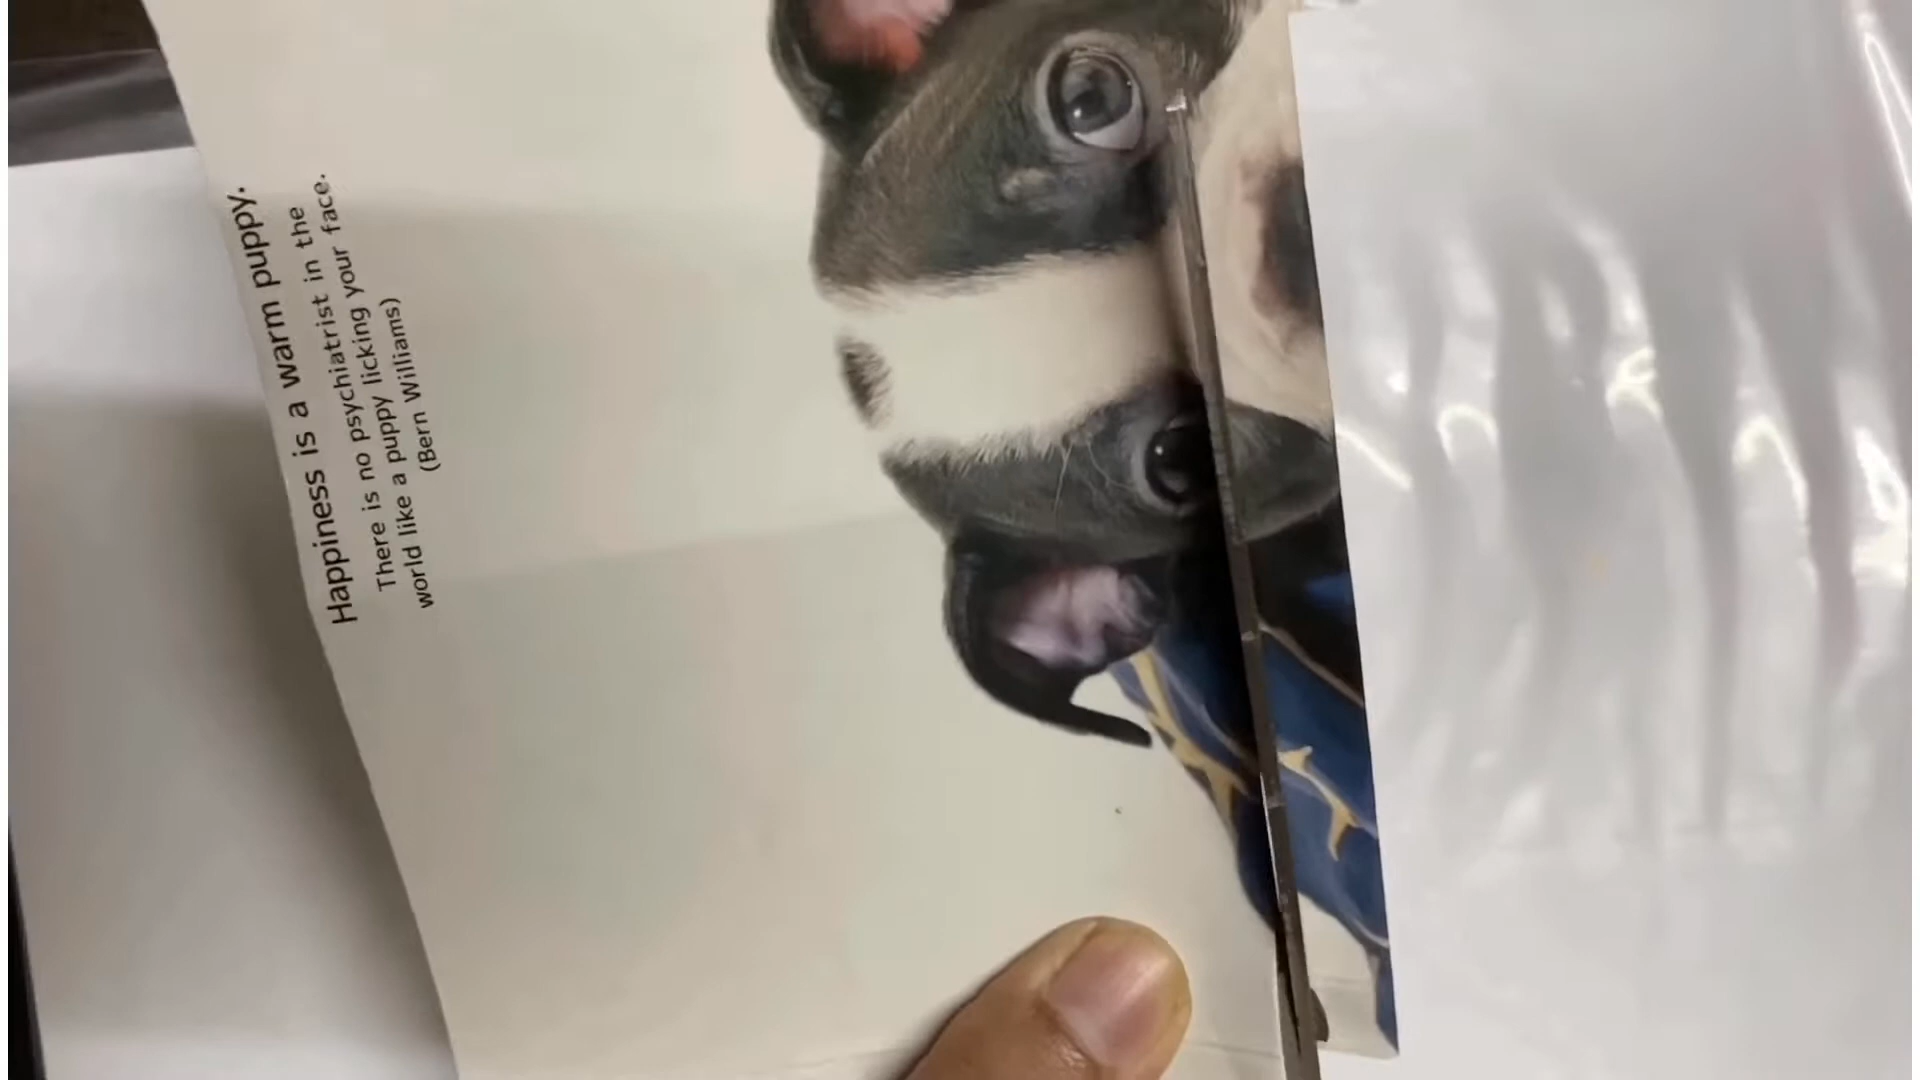 Happiness is a warm puppy.
There is no psychiatrist in the
world like a puppy licking your face.
(Bern Williams)